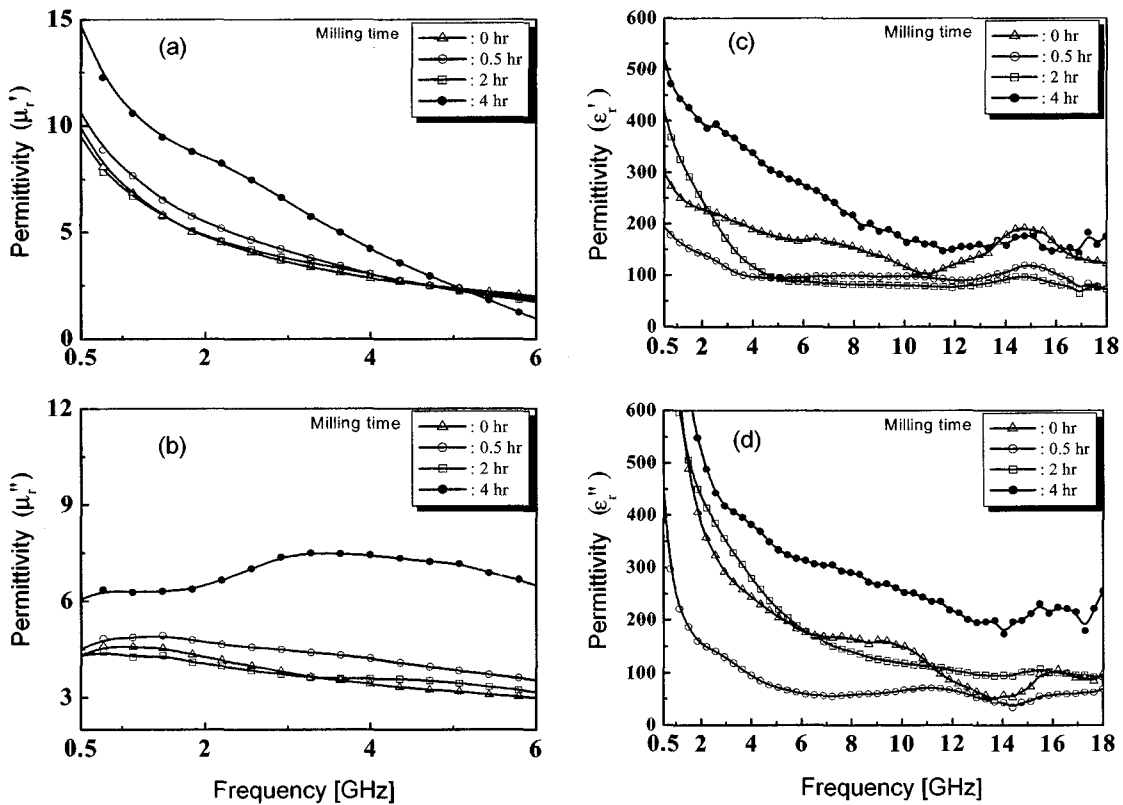 (a)
Milling time
: 0 hr
: 0.5 hr
: 2 hr
: 4 hr
Permittivity (μr')
15
10
5
0
0.5
2
4
6
(c)
Milling time
: 0 hr
: 0.5 hr
: 2 hr
: 4 hr
Permittivity (εr')
600
500
400
300
200
100
0
0.5
2
4
6
8
10
12
14
16
18
(b)
Milling time
: 0 hr
: 0.5 hr
: 2 hr
: 4 hr
Permittivity (μr'')
12
9
6
3
0.5
2
4
6
Frequency [GHz]
(d)
Milling time
: 0 hr
: 0.5 hr
: 2 hr
: 4 hr
Permittivity (εr'')
600
500
400
300
200
100
0
0.5
2
4
6
8
10
12
14
16
18
Frequency [GHz]